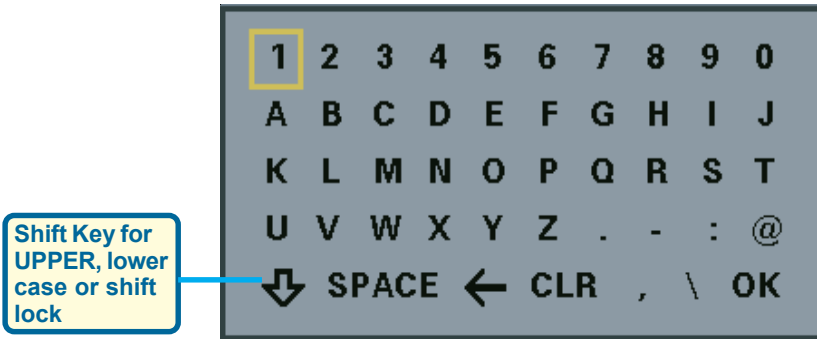 1 2 3 4 5 6 7 8 9 0
A B C D E F G H I J
K L M N O P Q R S T
U V W X Y Z . - : @
SPACE ← CLR , \ OK
Shift Key for
UPPER, lower
case or shift
lock